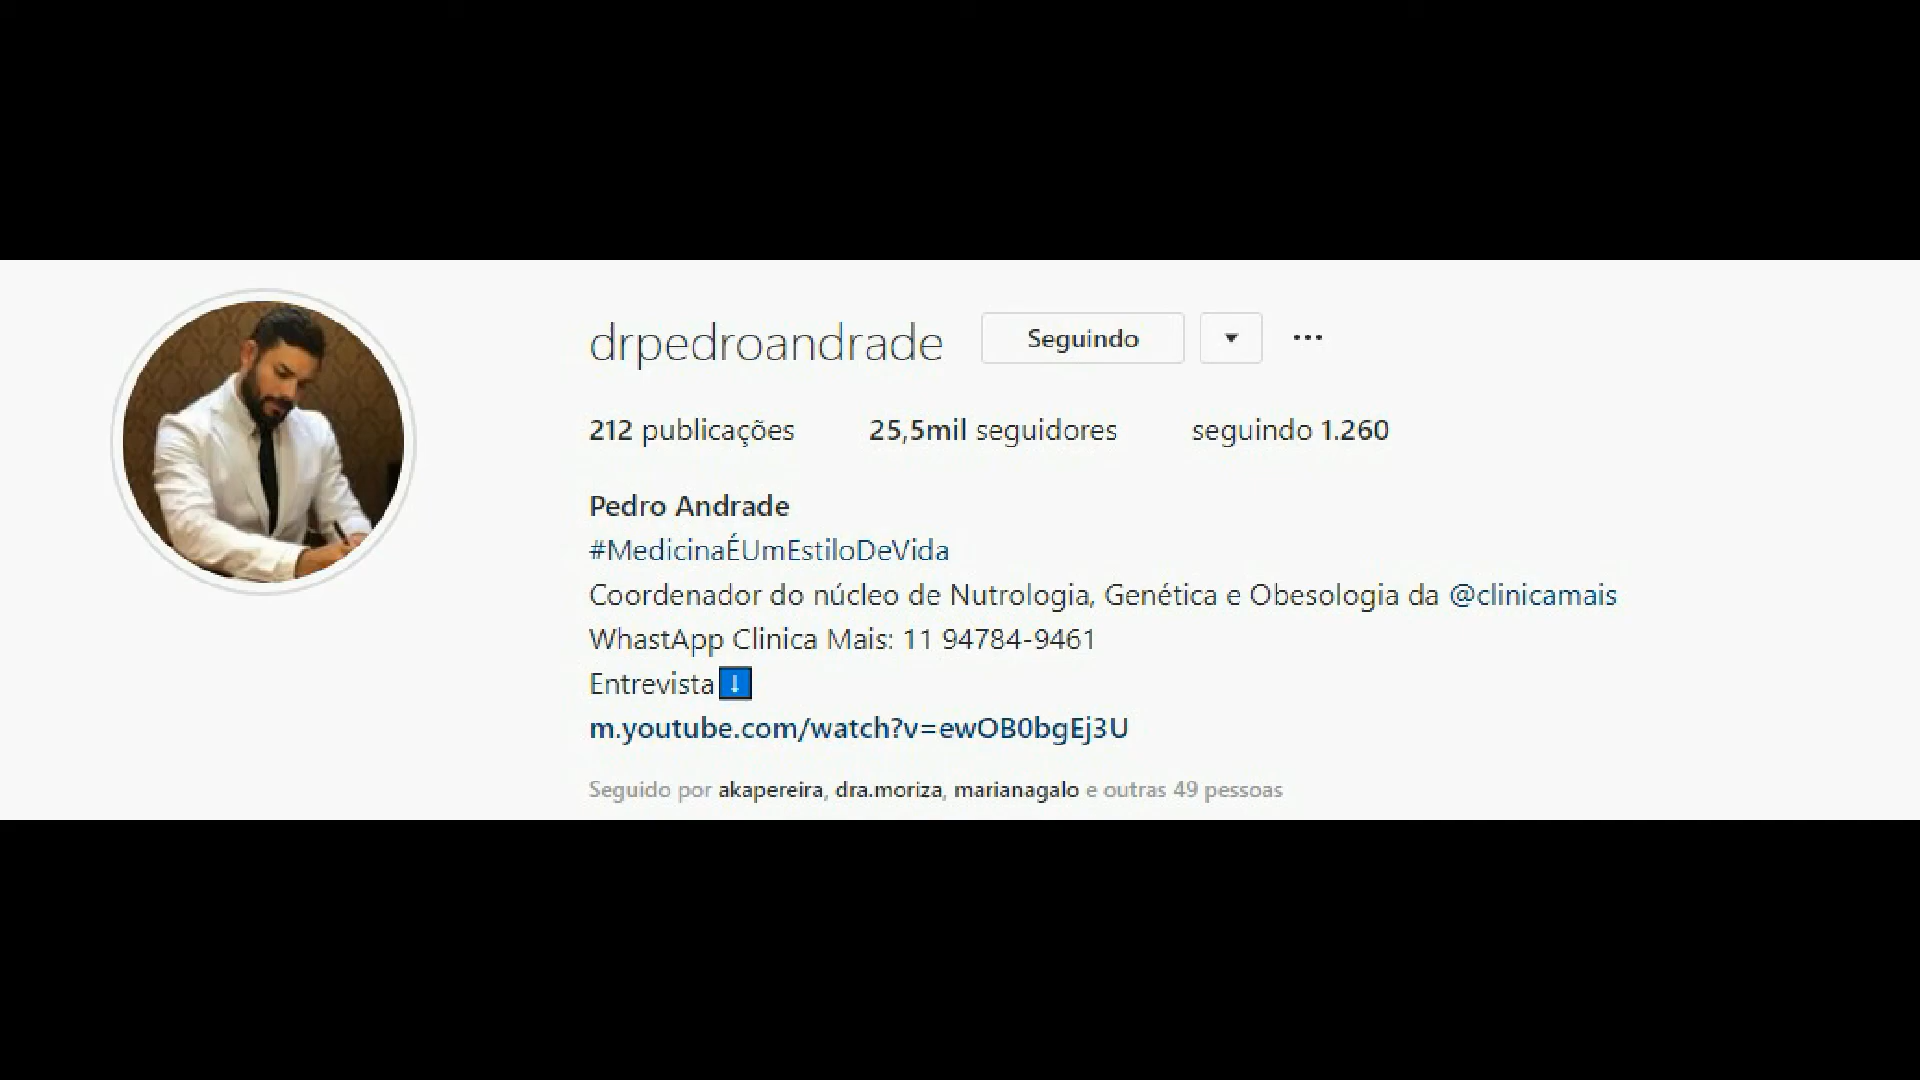 drpedroandrade Seguindo
212 publicações 25,5mil seguidores seguindo 1.260
Pedro Andrade
#MedicinaÉUmEstiloDeVida
Coordenador do núcleo de Nutrologia, Genética e Obesologia da @clinicamais
WhastApp Clinica Mais: 11 94784-9461
Entrevista⬇
m.youtube.com/watch?v=ewOB0bgEj3U
Seguido por akapereira, dra.moriza, marianagalo e outras 49 pessoas